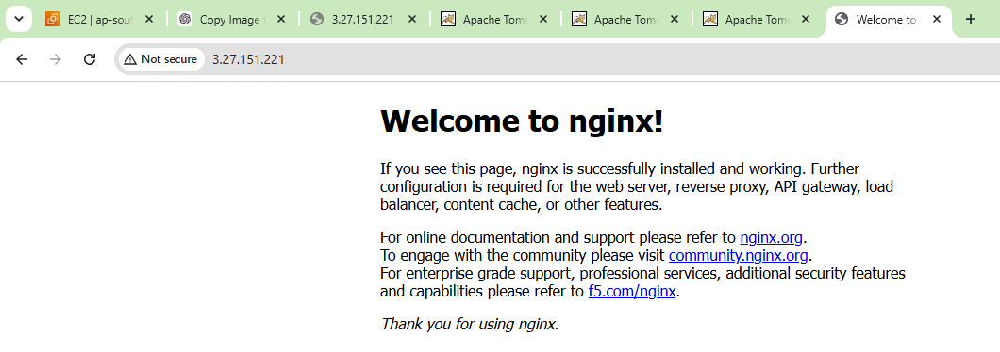 EC2 | ap-sout
Copy Image
3.27.151.221
Apache Tom
Apache Tom
Apache Tom
Welcome to
Not secure
3.27.151.221
Welcome to nginx!
If you see this page, nginx is successfully installed and working. Further
configuration is required for the web server, reverse proxy, API gateway, load
balancer, content cache, or other features.
For online documentation and support please refer to nginx.org.
To engage with the community please visit community.nginx.org.
For enterprise grade support, professional services, additional security features
and capabilities please refer to f5.com/nginx.
Thank you for using nginx.